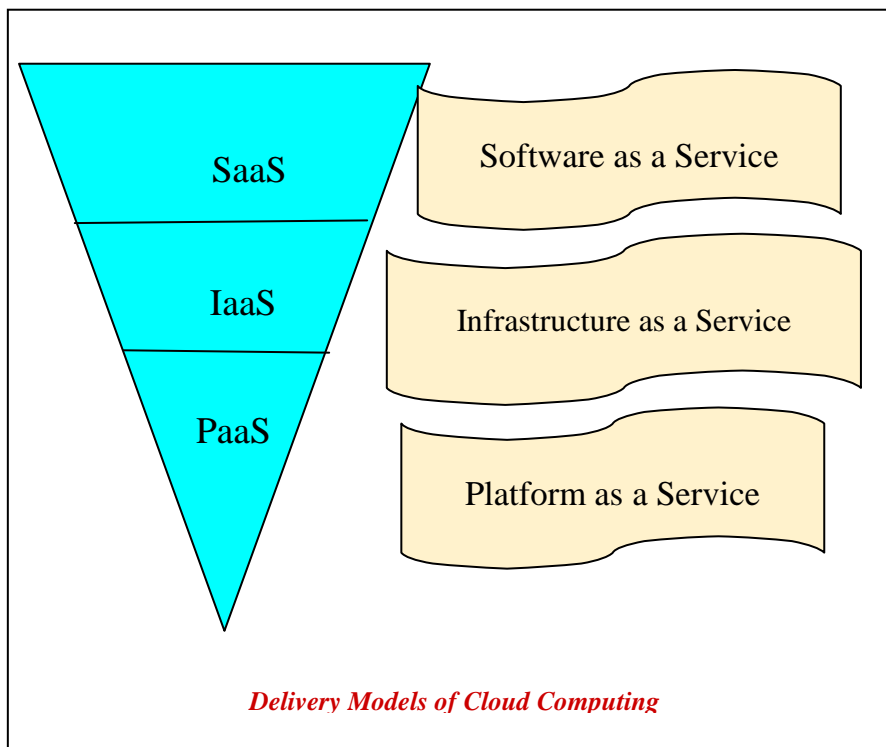 SaaS
Software as a Service
IaaS
Infrastructure as a Service
PaaS
Platform as a Service
Delivery Models of Cloud Computing